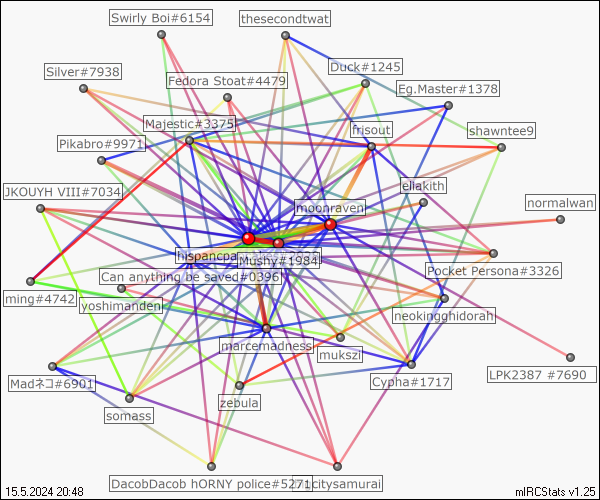 Swirly Boi#6154
thesecondtwat
Silver#7938
Fedora Stoat#4479
Duck#1245
Eg.Master#1378
Majestic#3375
frisout
shawntee9
Pikabro#9971
JKOUYH VIII#7034
ellakith
moonraven
normalwan
hispancpa
Mushy#1984
Pocket Persona#3326
Can anything be saved#0396
ming#4742
yoshimanden
neokingghidorah
marcemadness
mukszi
LPK2387 #7690
Madネコ#6901
Cypha#1717
zebula
somass
DacobDacob hORNY police#5271
citysamurai
15.5.2024 20:48
mIRCStats v1.25